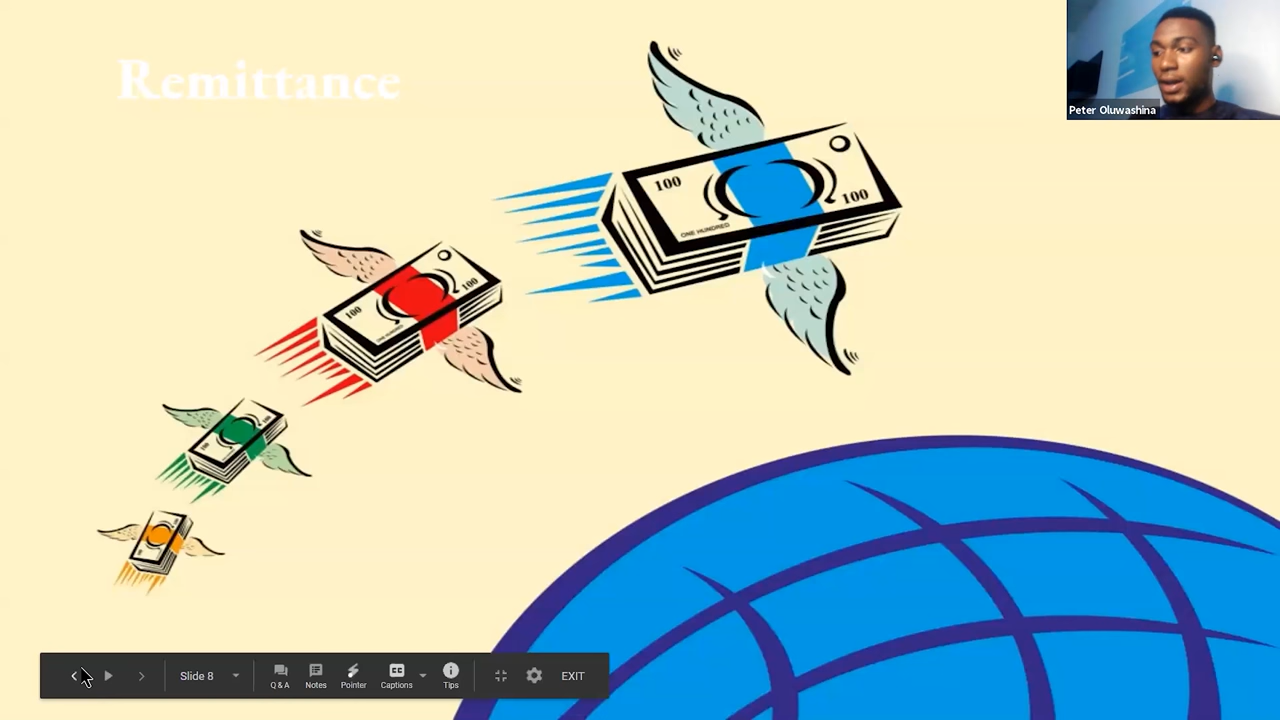 Remittance
Peter Oluwashina
100
100
ONE HUNDRED
100
100
Slide 8
Q & A
Notes
Pointer
Captions
Tips
EXIT